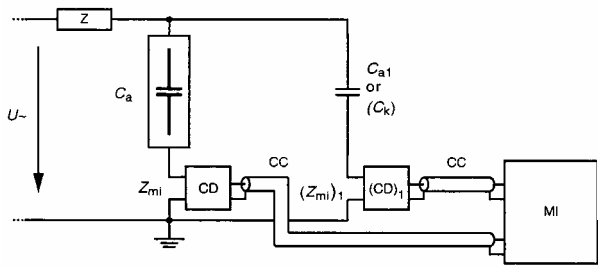 Z
C_a1
or
(C_k)
C_a
U~
CC
CC
Z_mi
CD
(Z_mi)_1
(CD)_1
MI